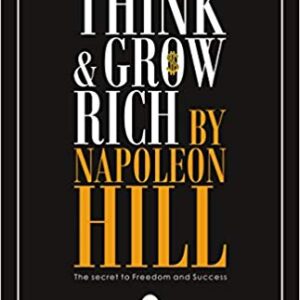 THINK
& GROW
RICH BY
NAPOLEON
HILL
The secret to Freedom and Success